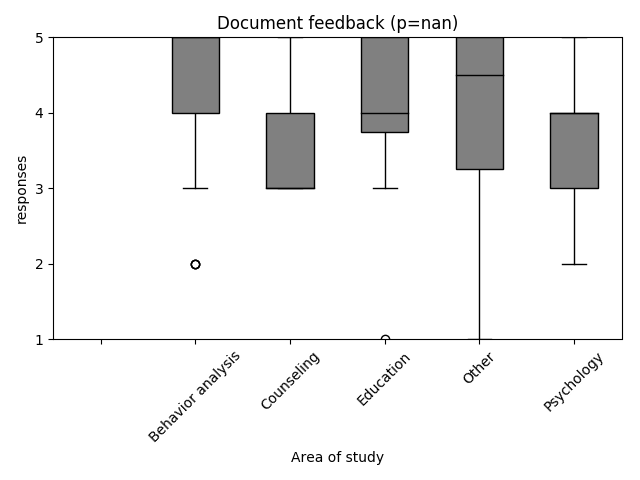 Document feedback (p=nan)
5
4
3
2
1
responses
Behavior analysis
Counseling
Education
Other
Psychology
Area of study